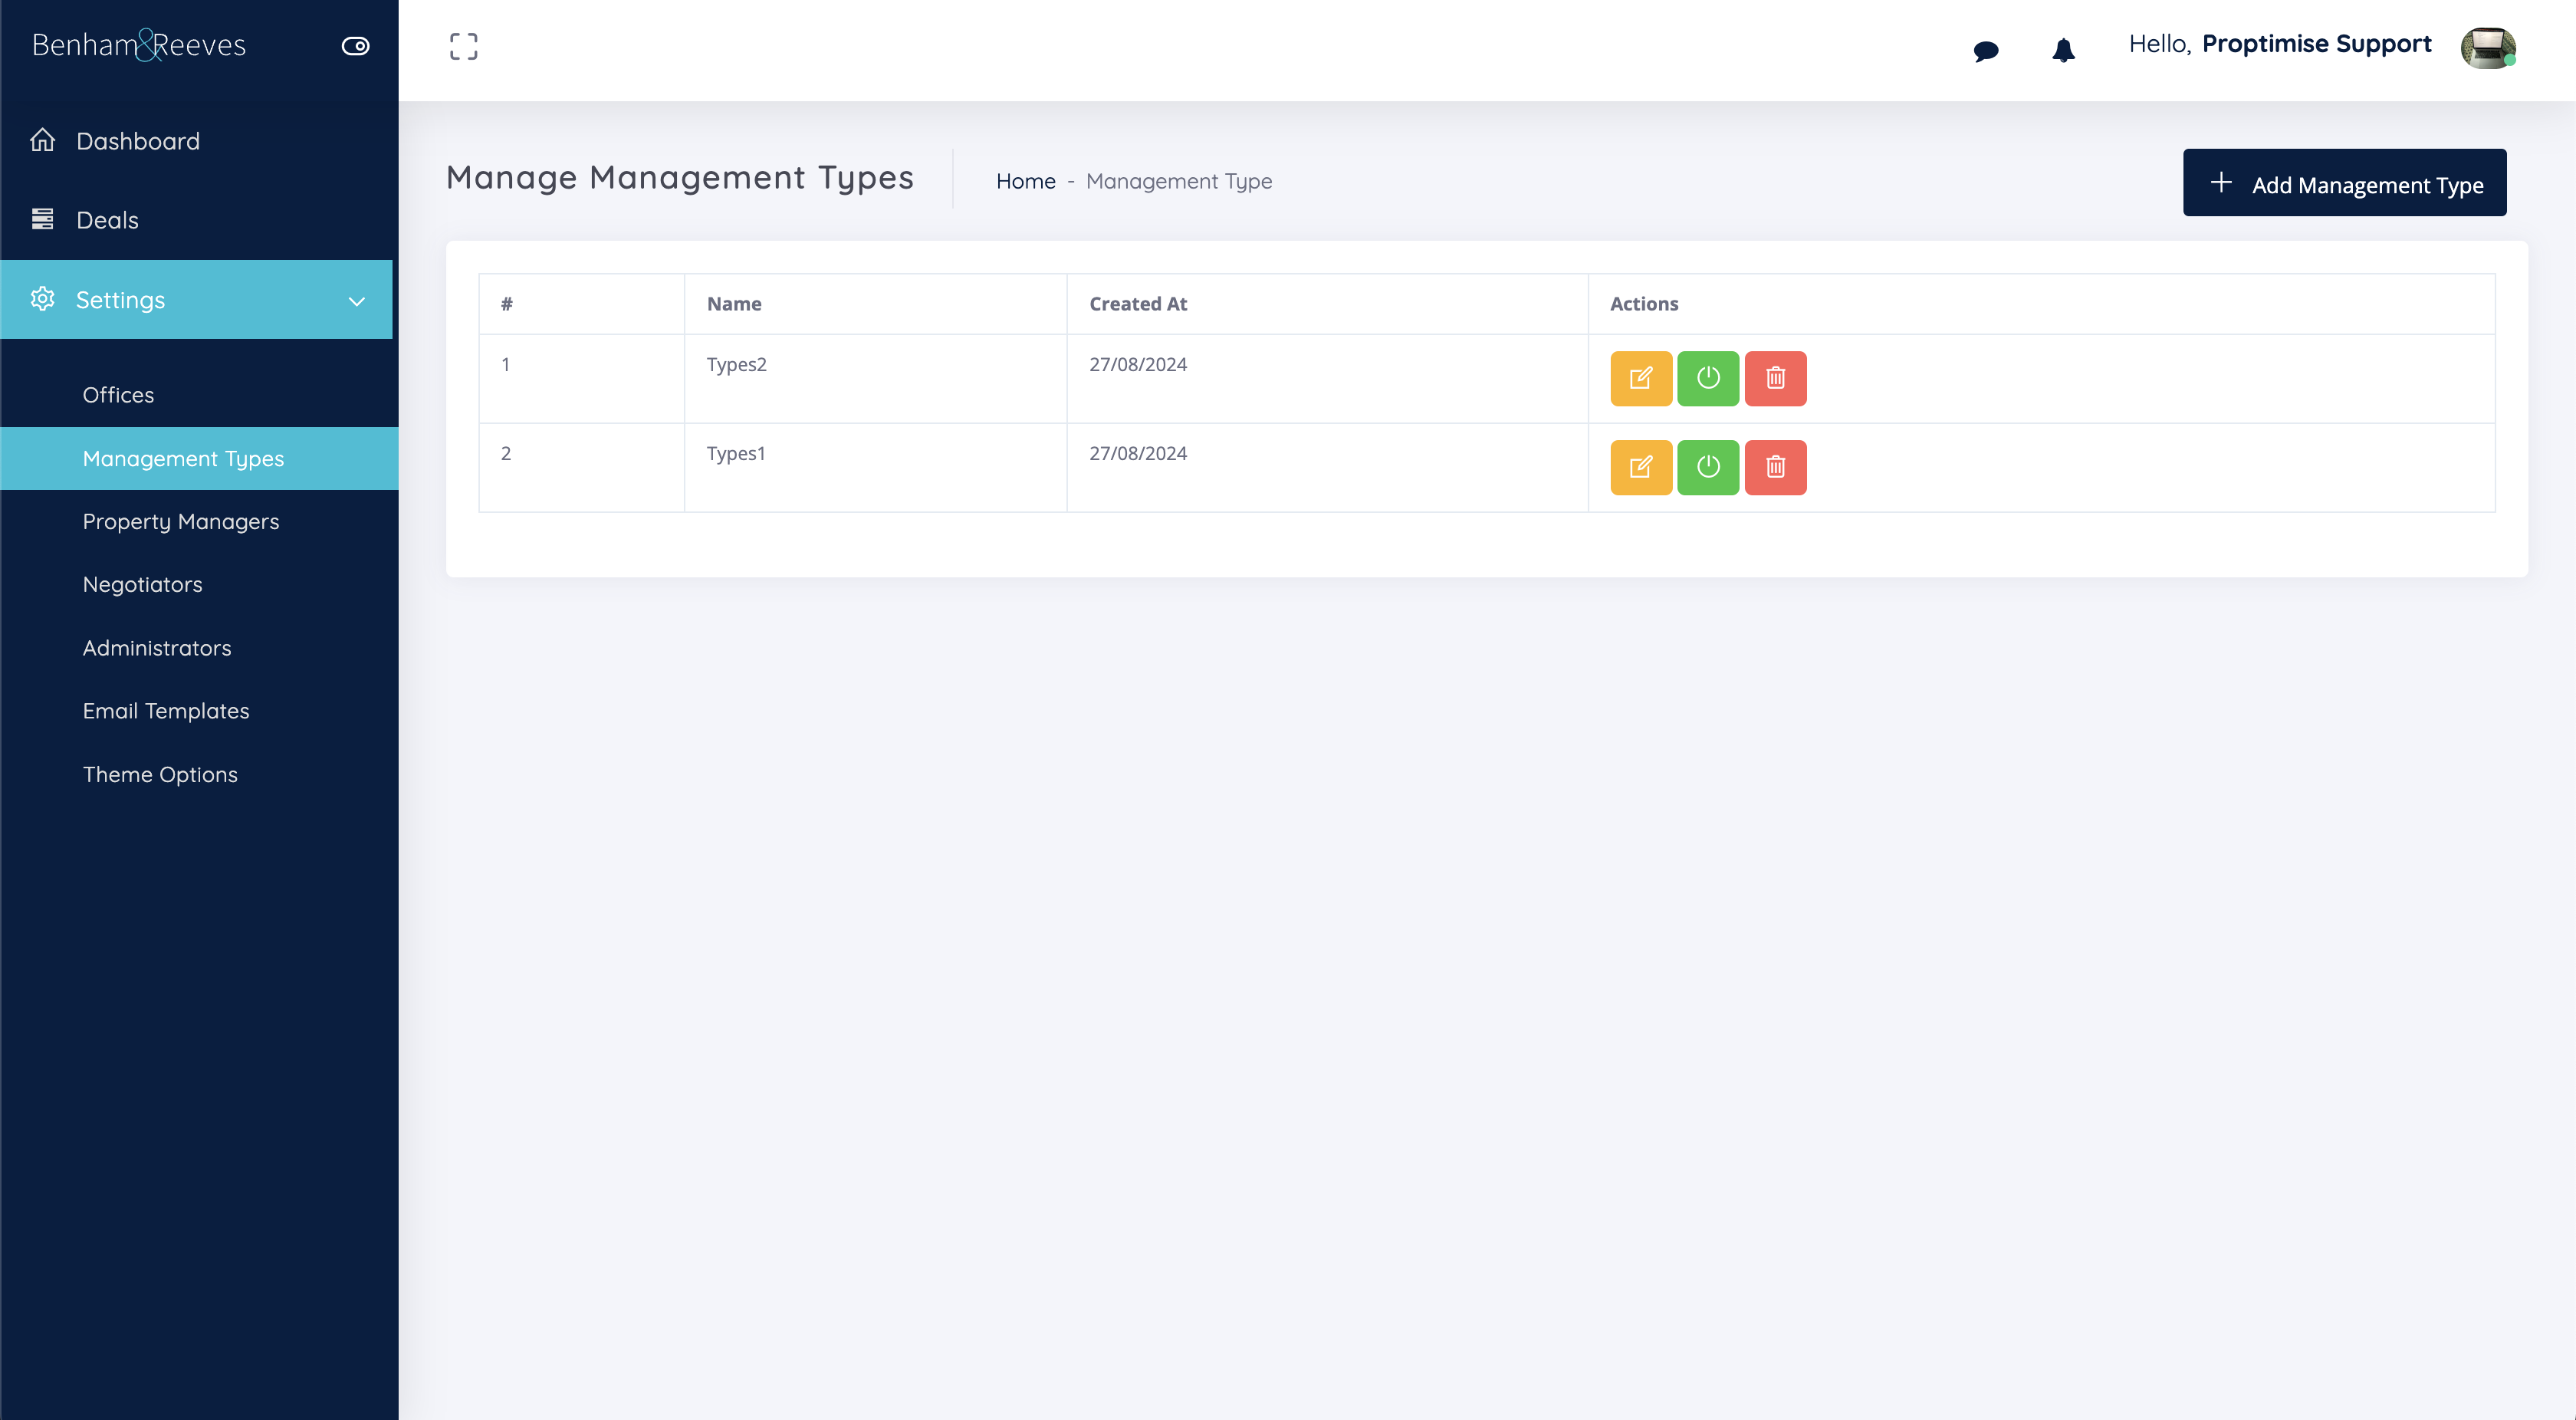 Benham&Reeves
Hello, Proptimise Support
Dashboard
Deals
Settings
Offices
Management Types
Property Managers
Negotiators
Administrators
Email Templates
Theme Options
Manage Management Types
Home - Management Type
Add Management Type
# Name Created At Actions
1 Types2 27/08/2024
2 Types1 27/08/2024